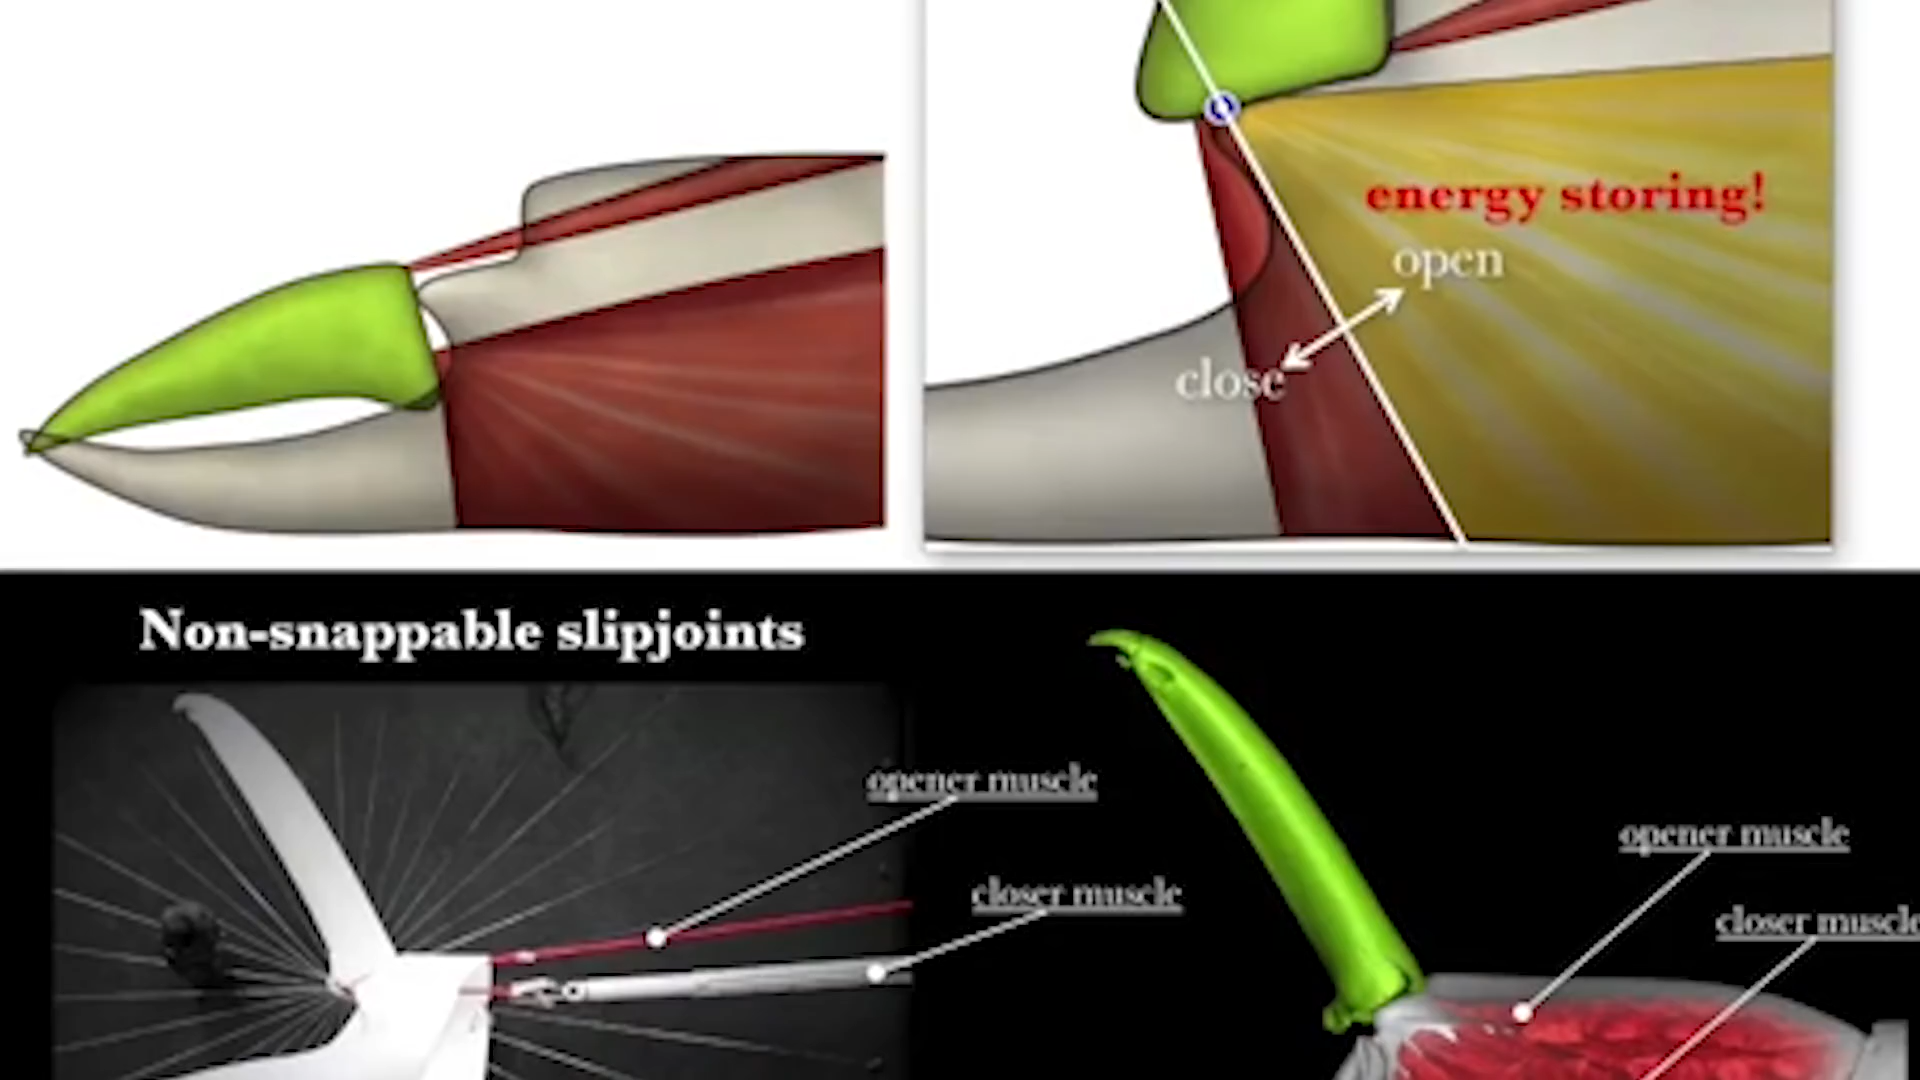 energy storing!
open
close
Non-snappable slipjoints
opener muscle
closer muscle
opener muscle
closer muscle